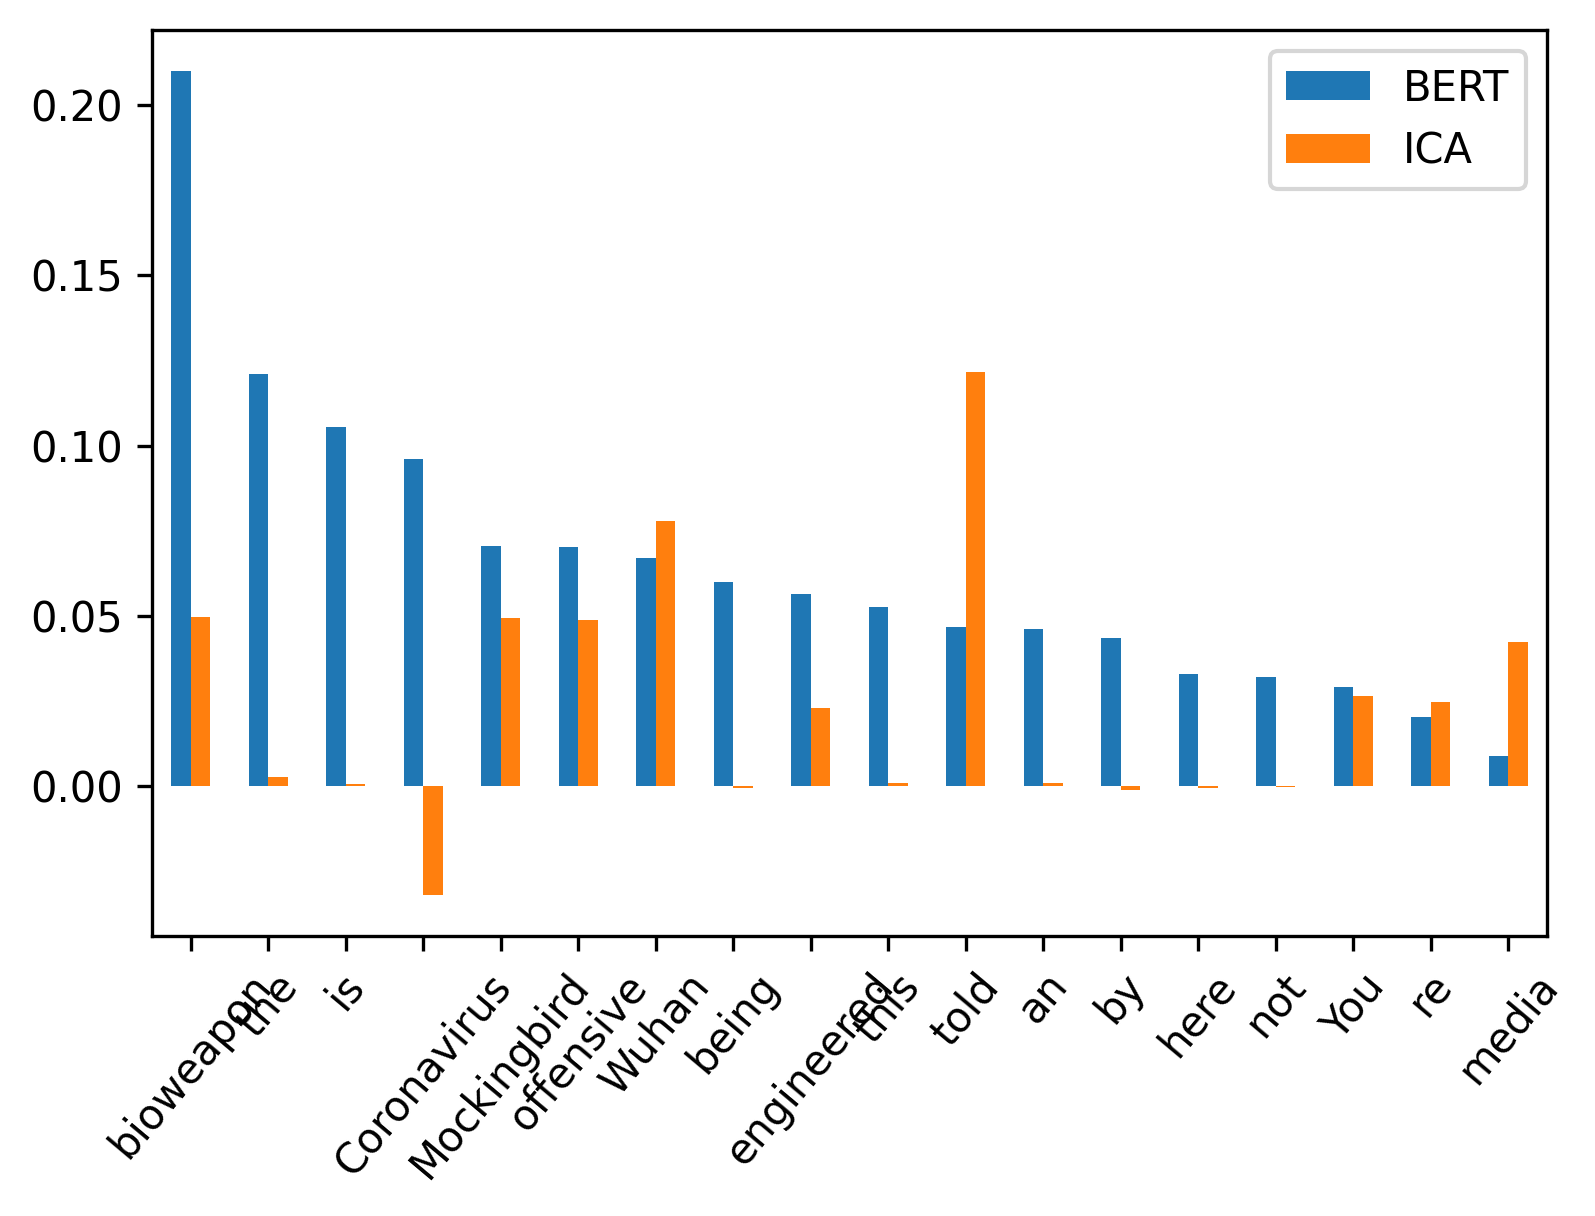 BERT
ICA
0.20
0.15
0.10
0.05
0.00
bioweapon
the
is
Coronavirus
Mockingbird
offensive
Wuhan
being
engineered
this
told
an
by
here
not
You
re
media